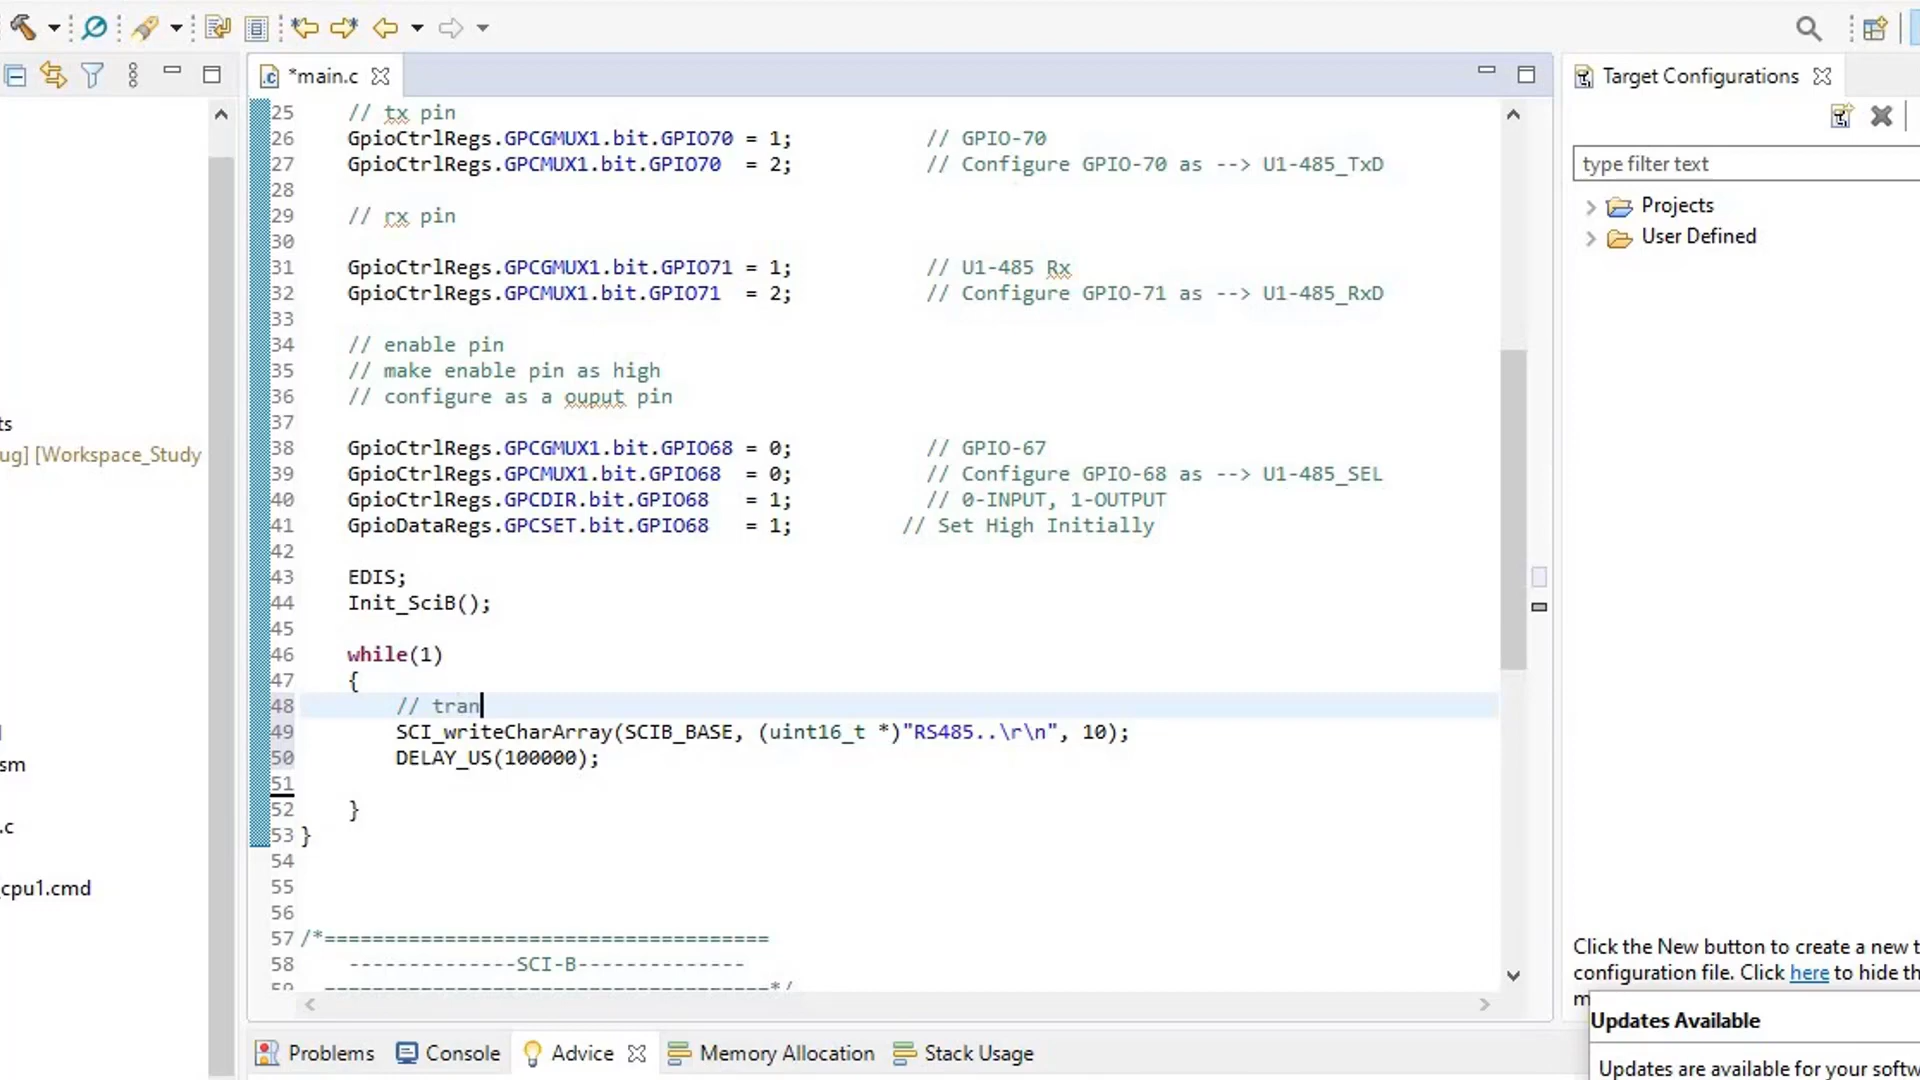 *main.c
Target Configurations
type filter text
Projects
User Defined
ts
ug] [Workspace_Study
sm
.c
cpu1.cmd
25 // tx pin
26 GpioCtrlRegs.GPCGMUX1.bit.GPIO70 = 1; // GPIO-70
27 GpioCtrlRegs.GPCMUX1.bit.GPIO70 = 2; // Configure GPIO-70 as --> U1-485_TxD
28
29 // rx pin
30
31 GpioCtrlRegs.GPCGMUX1.bit.GPIO71 = 1; // U1-485 Rx
32 GpioCtrlRegs.GPCMUX1.bit.GPIO71 = 2; // Configure GPIO-71 as --> U1-485_RxD
33
34 // enable pin
35 // make enable pin as high
36 // configure as a ouput pin
37
38 GpioCtrlRegs.GPCGMUX1.bit.GPIO68 = 0; // GPIO-67
39 GpioCtrlRegs.GPCMUX1.bit.GPIO68 = 0; // Configure GPIO-68 as --> U1-485_SEL
40 GpioCtrlRegs.GPCDIR.bit.GPIO68 = 1; // 0-INPUT, 1-OUTPUT
41 GpioDataRegs.GPCSET.bit.GPIO68 = 1; // Set High Initially
42
43 EDIS;
44 Init_SciB();
45
46 while(1)
47 {
48 // tran
49 SCI_writeCharArray(SCIB_BASE, (uint16_t *)"RS485..\r\n", 10);
50 DELAY_US(100000);
51
52 }
53 }
54
55
56
57 /*=====================================
58 --------------SCI-B--------------
59 =====================================*/
Click the New button to create a new t
configuration file. Click here to hide th
m
Updates Available
Updates are available for your softw
Problems
Console
Advice
Memory Allocation
Stack Usage